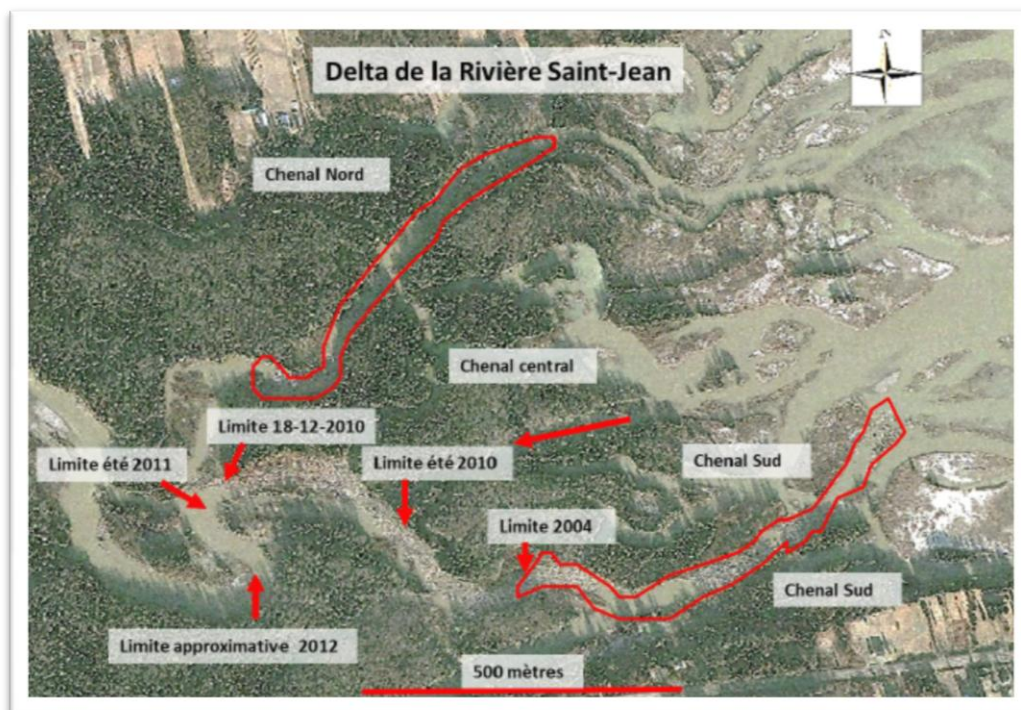 N
Delta de la Rivière Saint-Jean
Chenal Nord
Chenal central
Limite 18-12-2010
Limite été 2011
Limite été 2010
Chenal Sud
Limite 2004
Chenal Sud
Limite approximative 2012
500 mètres